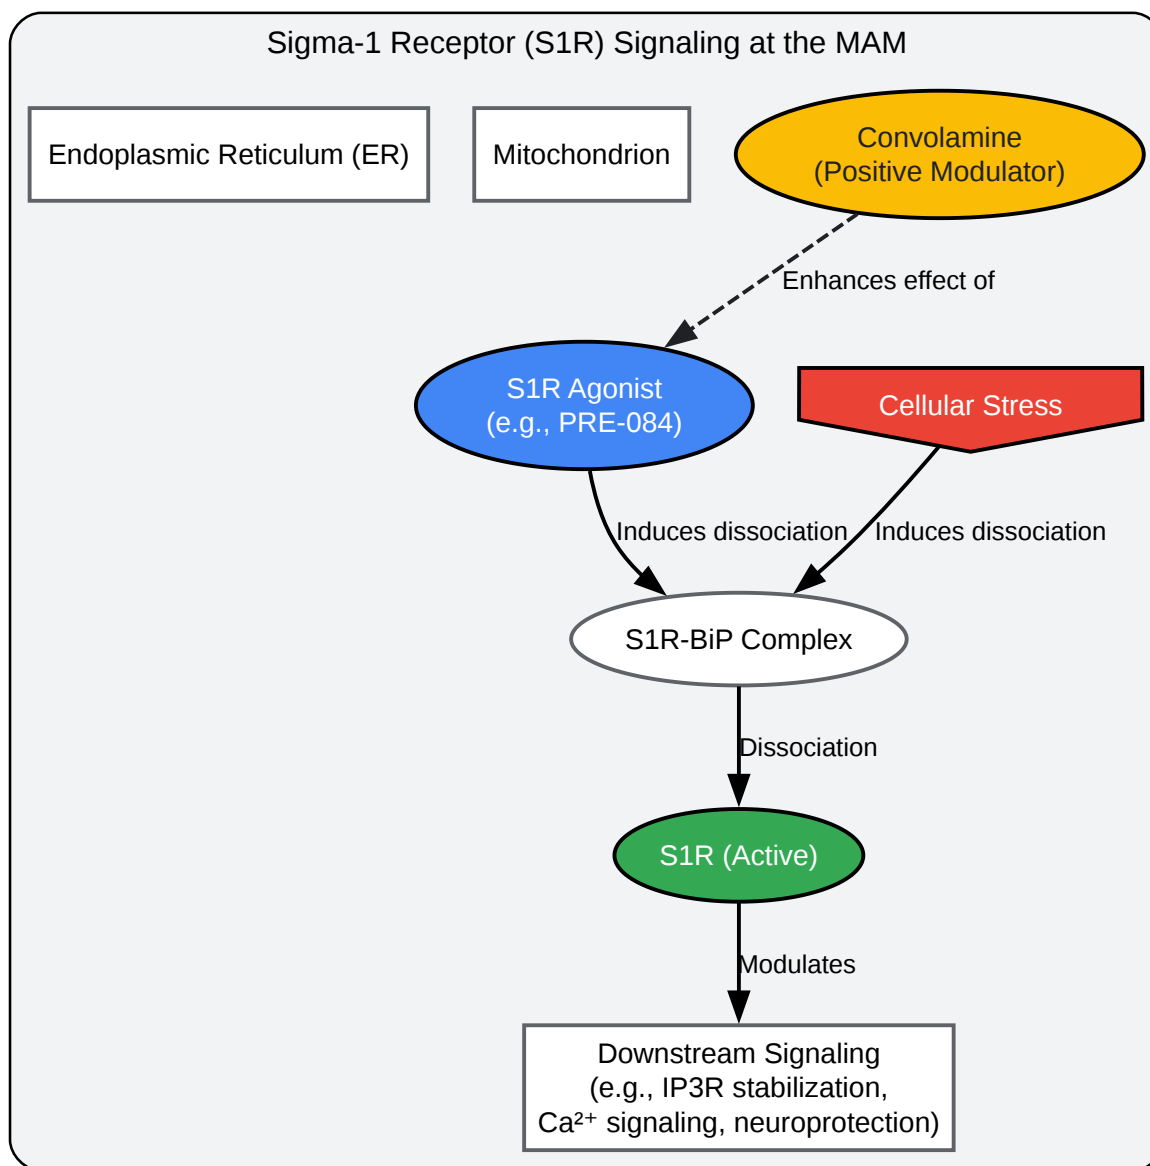 Sigma-1 Receptor (S1R) Signaling at the MAM
Endoplasmic Reticulum (ER)
Mitochondrion
Convolamine
(Positive Modulator)
Enhances effect of
S1R Agonist
(e.g., PRE-084)
Cellular Stress
Induces dissociation
Induces dissociation
S1R-BiP Complex
Dissociation
S1R (Active)
Modulates
Downstream Signaling
(e.g., IP3R stabilization,
Ca²⁺ signaling, neuroprotection)